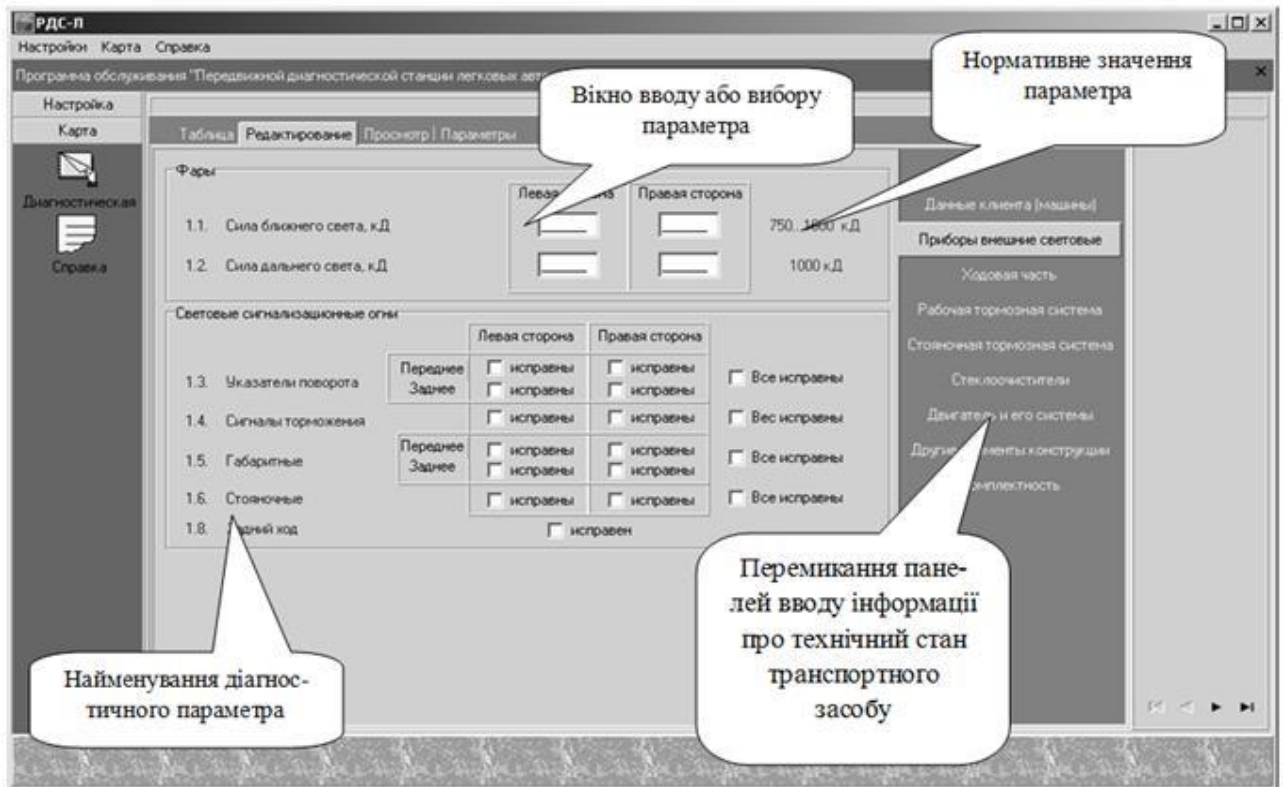 РДС-Л
Настройки Карта Справка
Программа обслуживания "Передвижной диагностической станции легковых авто
Настройка
Карта
Диагностическая
Справка
Таблица Редактирование Просмотр Параметры
Фары
Левая сторона Правая сторона
1.1. Сила ближнего света, кД 750...1600 кД
1.2. Сила дальнего света, кД 1000 кД
Световые сигнализационные огни
Левая сторона Правая сторона
1.3. Указатели поворота Переднее исправны исправны Все исправны
Заднее исправны исправны
1.4. Сигналы торможения исправны исправны Вес исправны
1.5. Габаритные Переднее исправны исправны Все исправны
Заднее исправны исправны
1.6. Стояночные исправны исправны Все исправны
1.8. Задний ход исправен
Данные клиента (машины)
Приборы внешние световые
Ходовая часть
Рабочая тормозная система
Стояночная тормозная система
Стеклоочистители
Двигатель и его системы
Другие элементы конструкции
Комплектность
Вікно вводу або вибору
параметра
Нормативне значення
параметра
Найменування діагнос-
тичного параметра
Перемикання пане-
лей вводу інформації
про технічний стан
транспортного
засобу